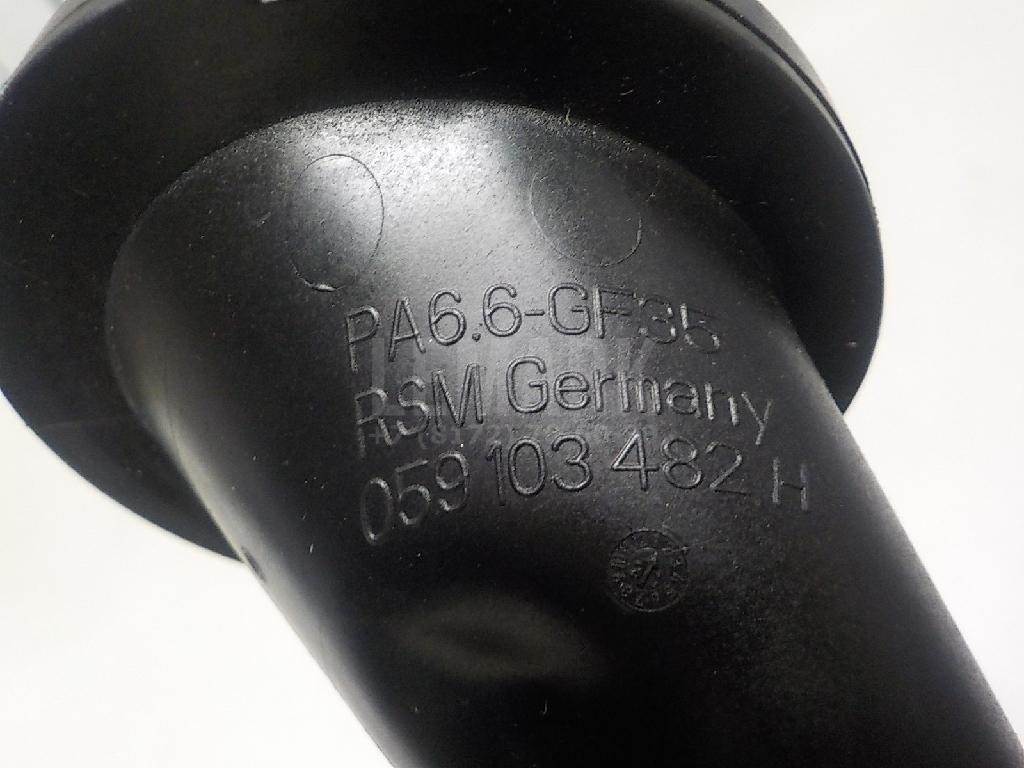 PA6.6-GF35
RSM Germany
059 103 482 H